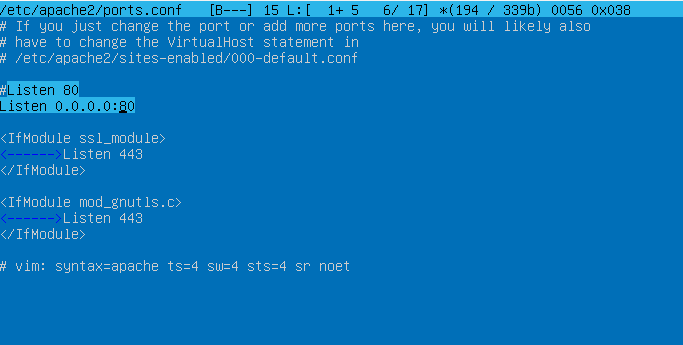 /etc/apache2/ports.conf [B---] 15 L:[ 1+ 5 6/ 17] *(194 / 339b) 0056 0x038
# If you just change the port or add more ports here, you will likely also
# have to change the VirtualHost statement in
# /etc/apache2/sites-enabled/000-default.conf
#Listen 80
Listen 0.0.0.0:80
<IfModule ssl_module>
<------>Listen 443
</IfModule>
<IfModule mod_gnutls.c>
<------>Listen 443
</IfModule>
# vim: syntax=apache ts=4 sw=4 sts=4 sr noet